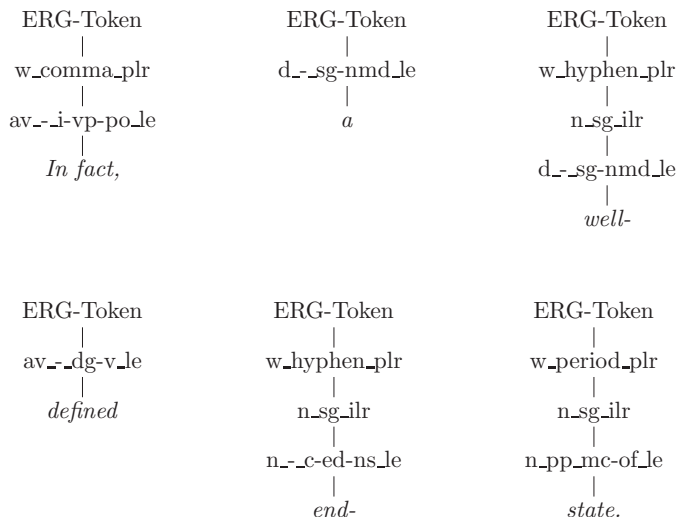 ERG-Token ERG-Token ERG-Token
w_comma_plr d_-_sg-nmd_le w_hyphen_plr
av_-_i-vp-po_le a n_sg_ilr
In fact, d_-_sg-nmd_le
well-
ERG-Token ERG-Token ERG-Token
av_-_dg-v_le w_hyphen_plr w_period_plr
defined n_sg_ilr n_sg_ilr
n_-_c-ed-ns_le n_pp_mc-of_le
end- state.